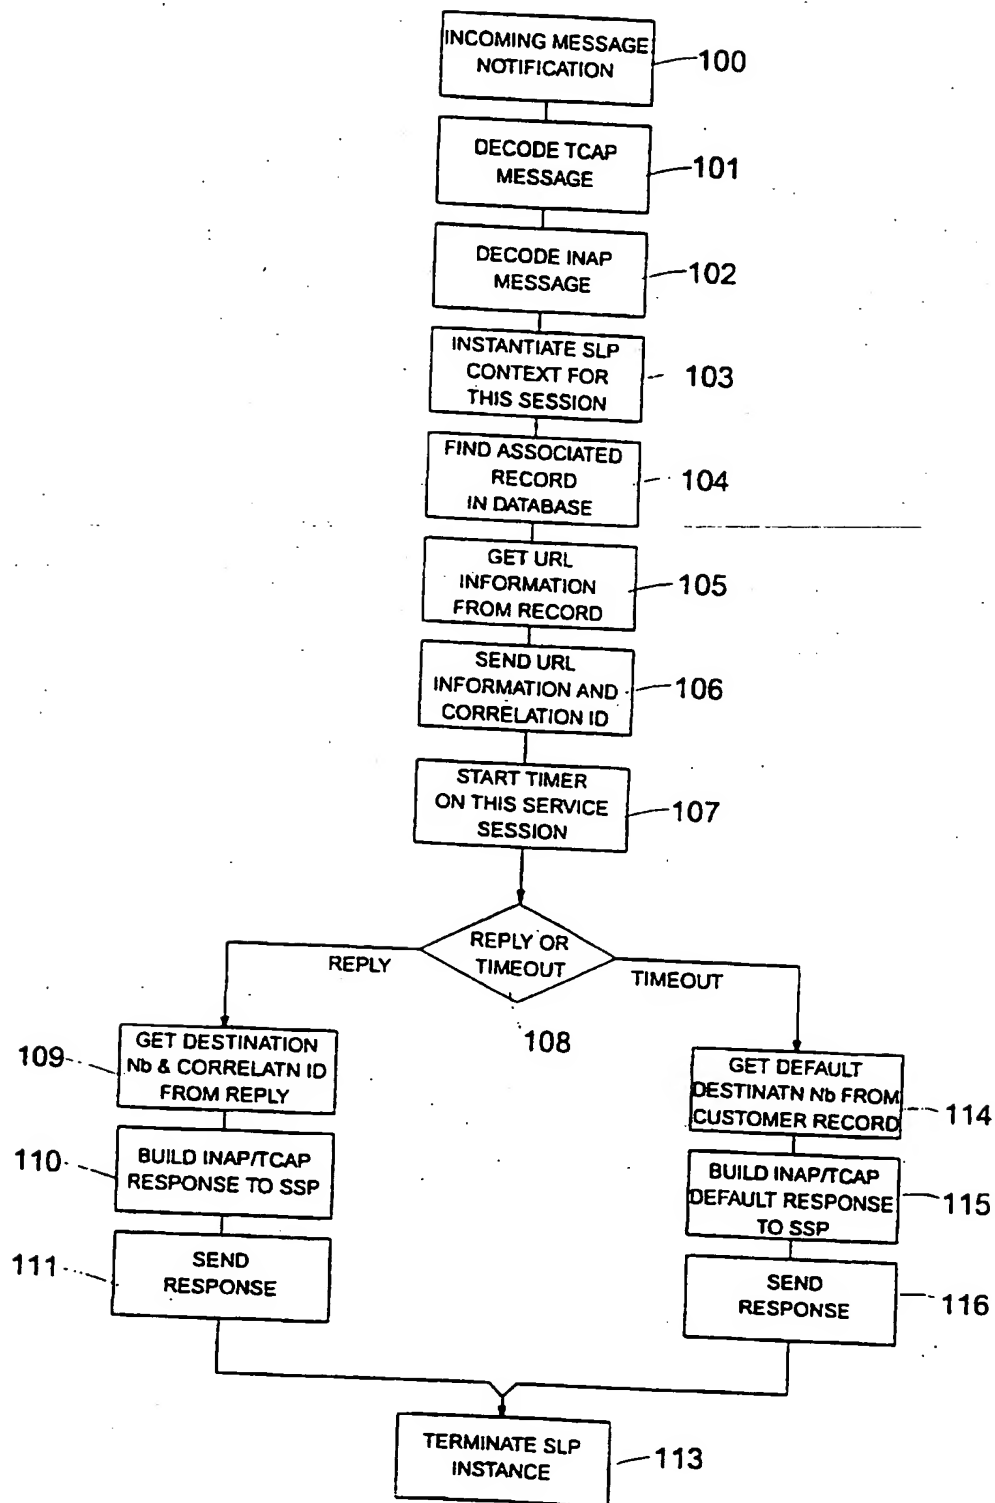 INCOMING MESSAGE
NOTIFICATION
100
DECODE TCAP
MESSAGE
101
DECODE INAP
MESSAGE
102
INSTANTIATE SLP
CONTEXT FOR
THIS SESSION
103
FIND ASSOCIATED
RECORD
IN DATABASE
104
GET URL
INFORMATION
FROM RECORD
105
SEND URL
INFORMATION AND
CORRELATION ID
106
START TIMER
ON THIS SERVICE
SESSION
107
REPLY OR
TIMEOUT
REPLY
TIMEOUT
108
GET DESTINATION
Nb & CORRELATN ID
FROM REPLY
109
GET DEFAULT
DESTINATN Nb FROM
CUSTOMER RECORD
114
BUILD INAP/TCAP
RESPONSE TO SSP
110
BUILD INAP/TCAP
DEFAULT RESPONSE
TO SSP
115
SEND
RESPONSE
111
SEND
RESPONSE
116
TERMINATE SLP
INSTANCE
113